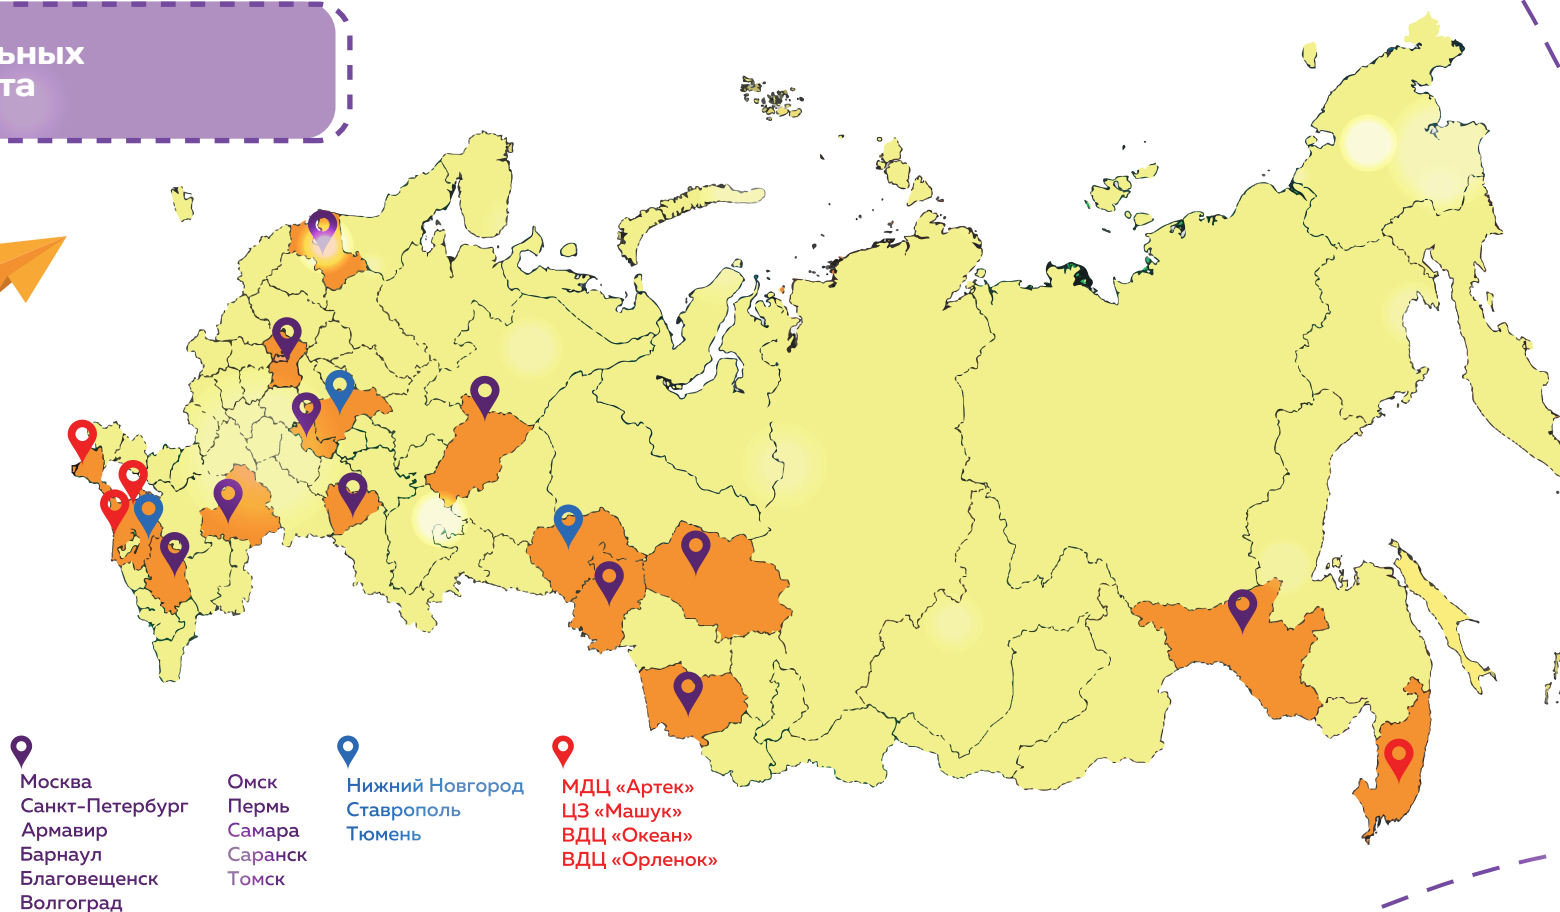 ьных
та
Москва
Санкт-Петербург
Армавир
Барнаул
Благовещенск
Волгоград
Омск
Пермь
Самара
Саранск
Томск
Нижний Новгород
Ставрополь
Тюмень
МДЦ «Артек»
ЦЗ «Машук»
ВДЦ «Океан»
ВДЦ «Орленок»